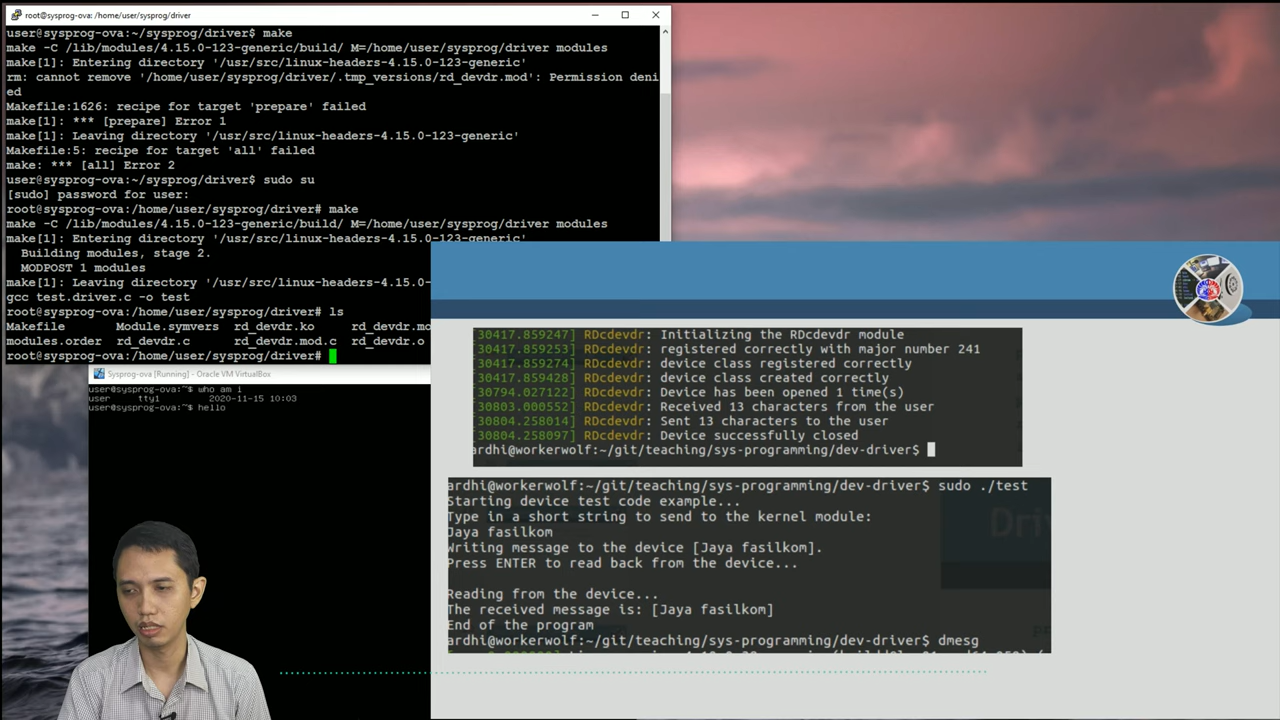 root@sysprog-ova: /home/user/sysprog/driver
user@sysprog-ova:~/sysprog/driver$ make
make -C /lib/modules/4.15.0-123-generic/build/ M=/home/user/sysprog/driver modules
make[1]: Entering directory '/usr/src/linux-headers-4.15.0-123-generic'
rm: cannot remove '/home/user/sysprog/driver/.tmp_versions/rd_devdr.mod': Permission deni
ed
Makefile:1626: recipe for target 'prepare' failed
make[1]: *** [prepare] Error 1
make[1]: Leaving directory '/usr/src/linux-headers-4.15.0-123-generic'
Makefile:5: recipe for target 'all' failed
make: *** [all] Error 2
user@sysprog-ova:~/sysprog/driver$ sudo su
[sudo] password for user:
root@sysprog-ova:/home/user/sysprog/driver# make
make -C /lib/modules/4.15.0-123-generic/build/ M=/home/user/sysprog/driver modules
make[1]: Entering directory '/usr/src/linux-headers-4.15.0-123-generic'
Building modules, stage 2.
MODPOST 1 modules
make[1]: Leaving directory '/usr/src/linux-headers-4.15.0-
gcc test.driver.c -o test
root@sysprog-ova:/home/user/sysprog/driver# ls
Makefile Module.symvers rd_devdr.ko rd_devdr.mo
modules.order rd_devdr.c rd_devdr.mod.c rd_devdr.o
root@sysprog-ova:/home/user/sysprog/driver#
Sysprog-ova [Running] - Oracle VM VirtualBox
user@Sysprog-ova:~$ who am i
user tty1 2020-11-15 10:03
user@Sysprog-ova:~$ hello
30417.859247] RDcdevdr: Initializing the RDcdevdr module
30417.859253] RDcdevdr: registered correctly with major number 241
30417.859274] RDcdevdr: device class registered correctly
30417.859428] RDcdevdr: device class created correctly
30794.027122] RDcdevdr: Device has been opened 1 time(s)
30803.000552] RDcdevdr: Received 13 characters from the user
30804.258014] RDcdevdr: Sent 13 characters to the user
30804.258097] RDcdevdr: Device successfully closed
ardhi@workerwolf:~/git/teaching/sys-programming/dev-driver$
ardhi@workerwolf:~/git/teaching/sys-programming/dev-driver$ sudo ./test
Starting device test code example...
Type in a short string to send to the kernel module:
Jaya fasilkom
Writing message to the device [Jaya fasilkom].
Press ENTER to read back from the device...
Reading from the device...
The received message is: [Jaya fasilkom]
End of the program
ardhi@workerwolf:~/git/teaching/sys-programming/dev-driver$ dmesg